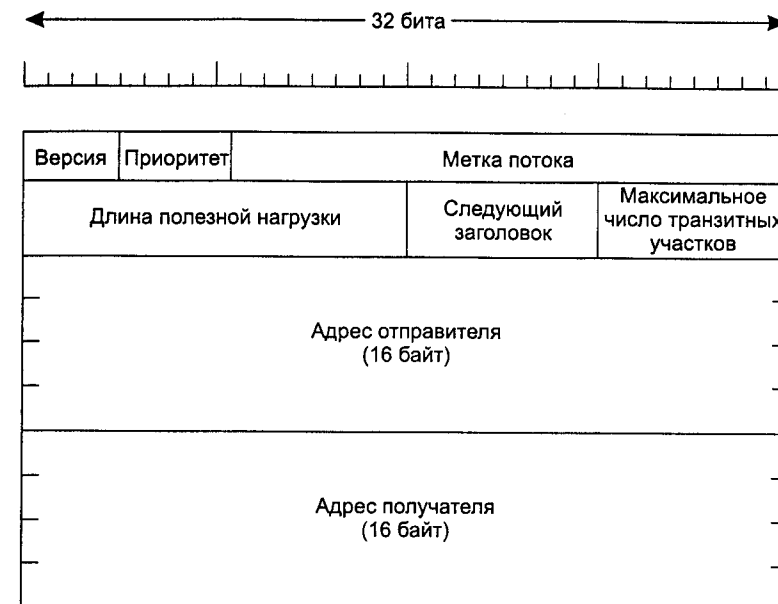 32 бита
Версия
Приоритет
Метка потока
Длина полезной нагрузки
Следующий
заголовок
Максимальное
число транзитных
участков
Адрес отправителя
(16 байт)
Адрес получателя
(16 байт)